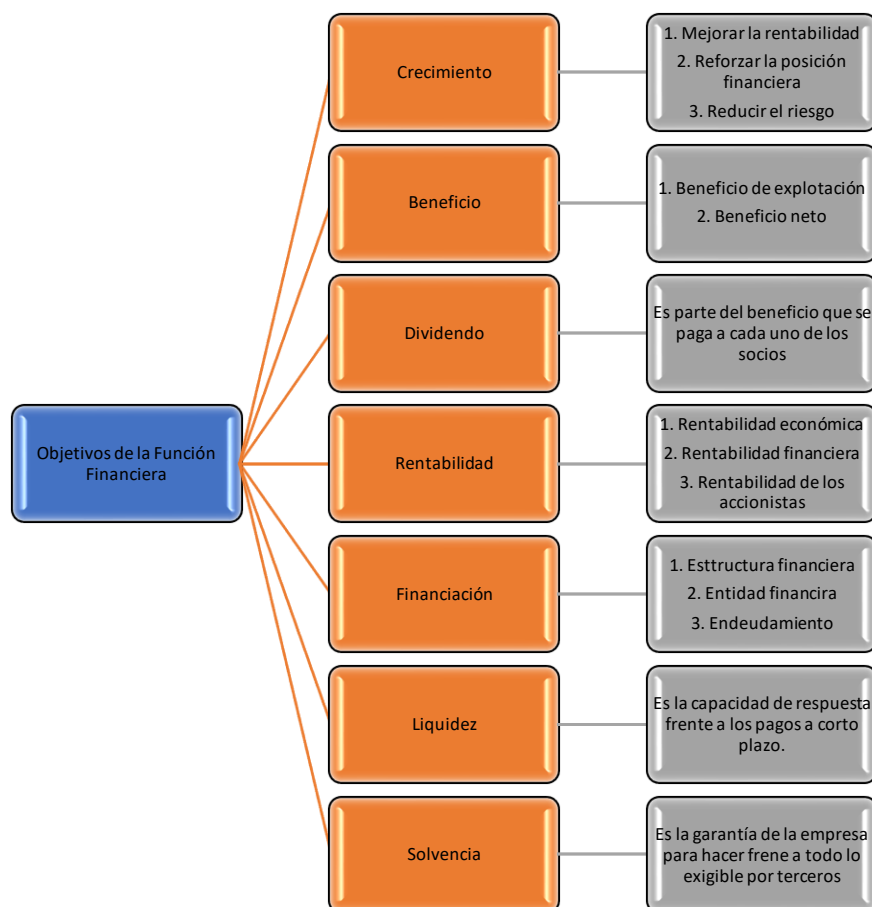 Objetivos de la Función
Financiera
Crecimiento
1. Mejorar la rentabilidad
2. Reforzar la posición
financiera
3. Reducir el riesgo
Beneficio
1. Beneficio de explotación
2. Beneficio neto
Dividendo
Es parte del beneficio que se
paga a cada uno de los
socios
Rentabilidad
1. Rentabilidad económica
2. Rentabilidad financiera
3. Rentabilidad de los
accionistas
Financiación
1. Esttructura financiera
2. Entidad financira
3. Endeudamiento
Liquidez
Es la capacidad de respuesta
frente a los pagos a corto
plazo.
Solvencia
Es la garantía de la empresa
para hacer frene a todo lo
exigible por terceros